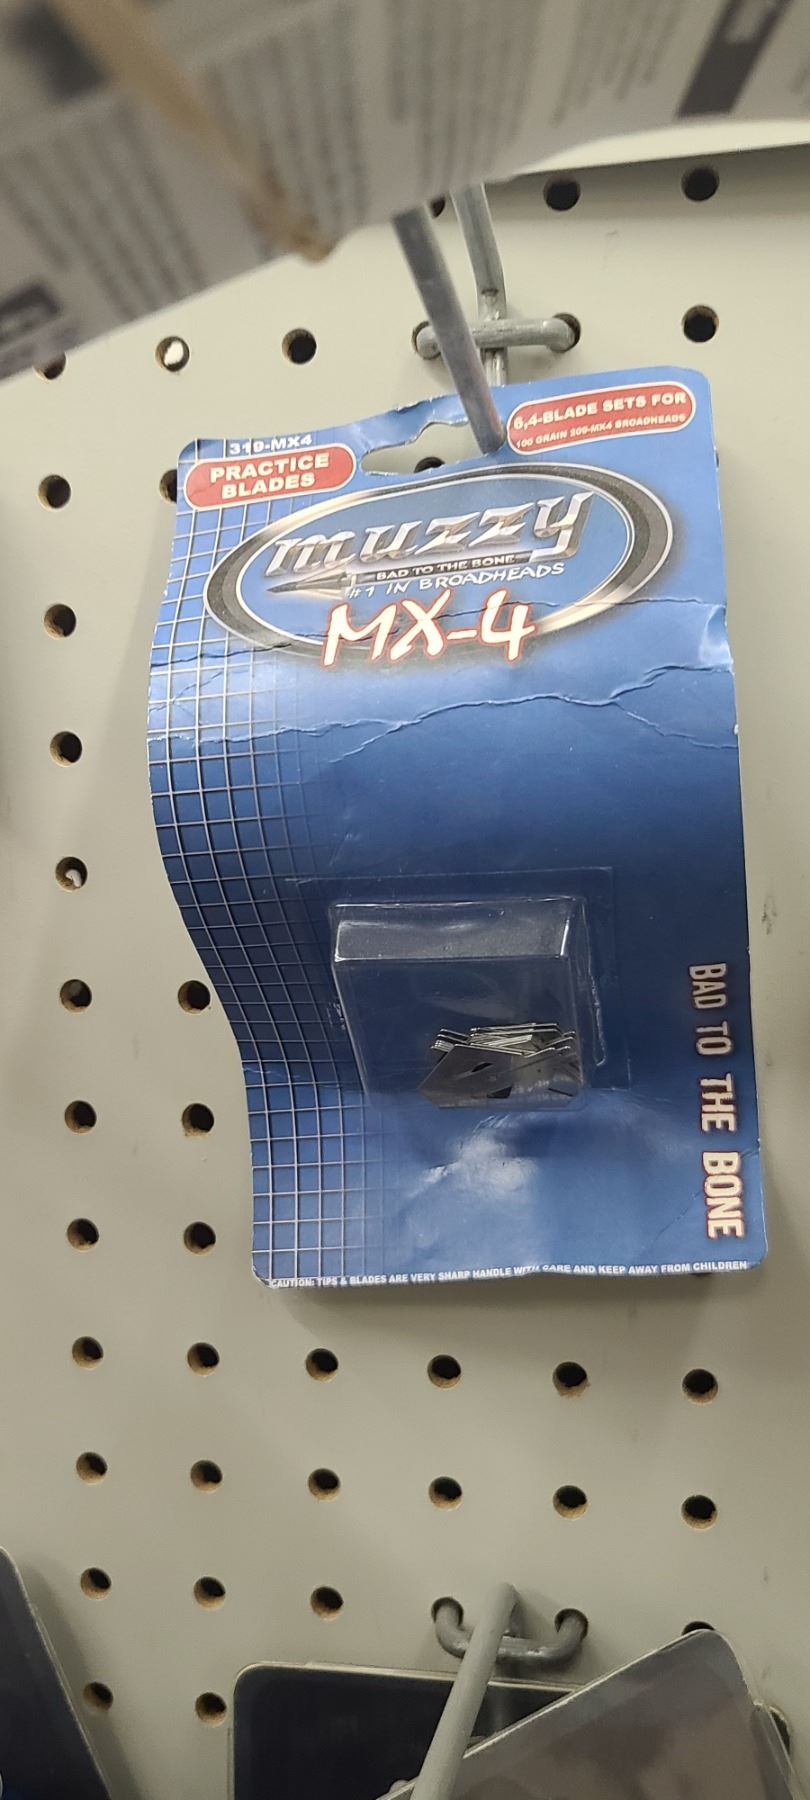 319-MX4
PRACTICE
BLADES
6,4-BLADE SETS FOR
100 GRAIN 209-MX4 BROADHEADS
muzzy
BAD TO THE BONE
#1 IN BROADHEADS
MX-4
BAD TO THE BONE
CAUTION: TIPS & BLADES ARE VERY SHARP HANDLE WITH CARE AND KEEP AWAY FROM CHILDREN